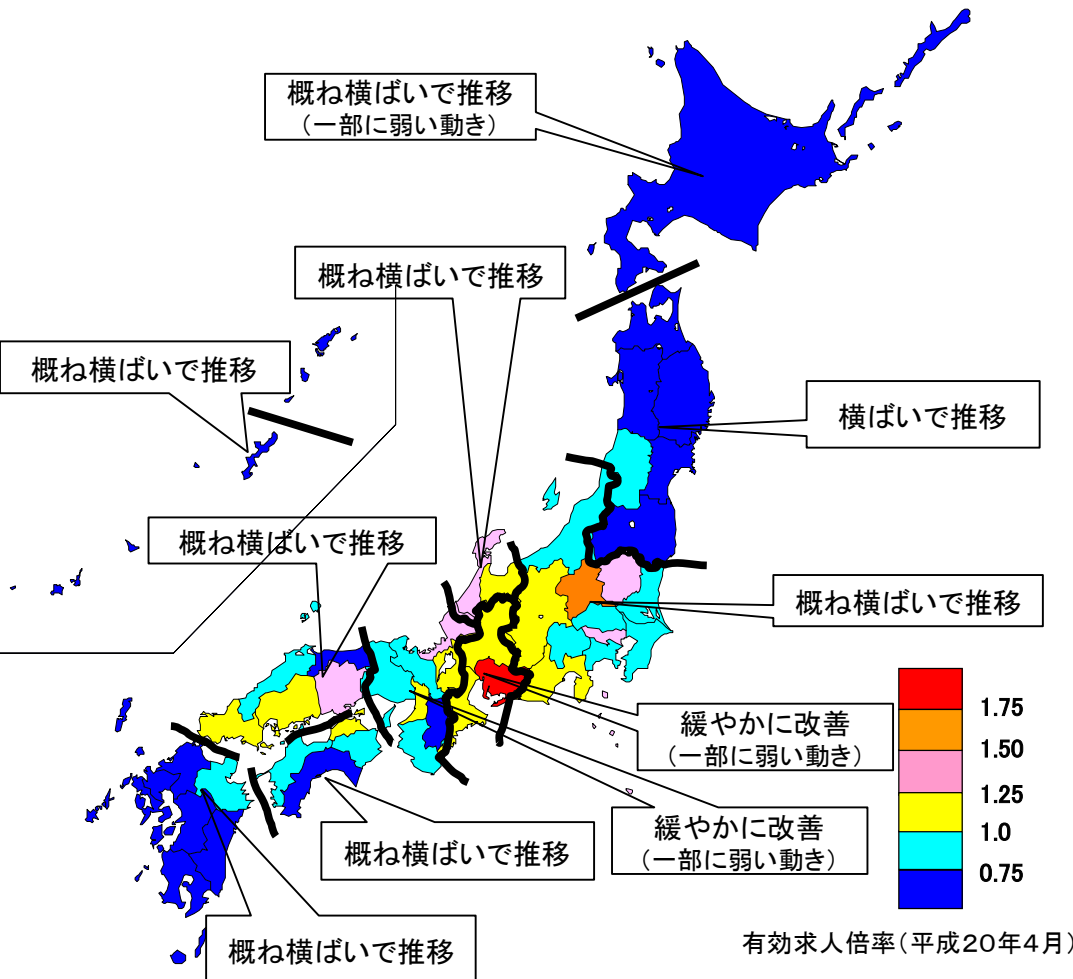 概ね横ばいで推移
(一部に弱い動き)
概ね横ばいで推移
概ね横ばいで推移
横ばいで推移
概ね横ばいで推移
概ね横ばいで推移
緩やかに改善
(一部に弱い動き)
緩やかに改善
(一部に弱い動き)
概ね横ばいで推移
概ね横ばいで推移
1.75
1.50
1.25
1.0
0.75
有効求人倍率(平成20年4月)